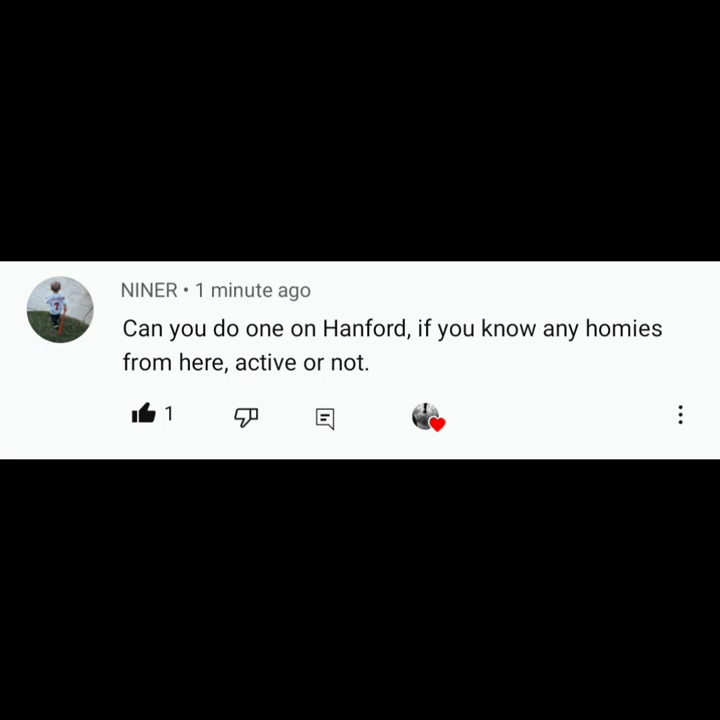 NINER • 1 minute ago
Can you do one on Hanford, if you know any homies
from here, active or not.
1